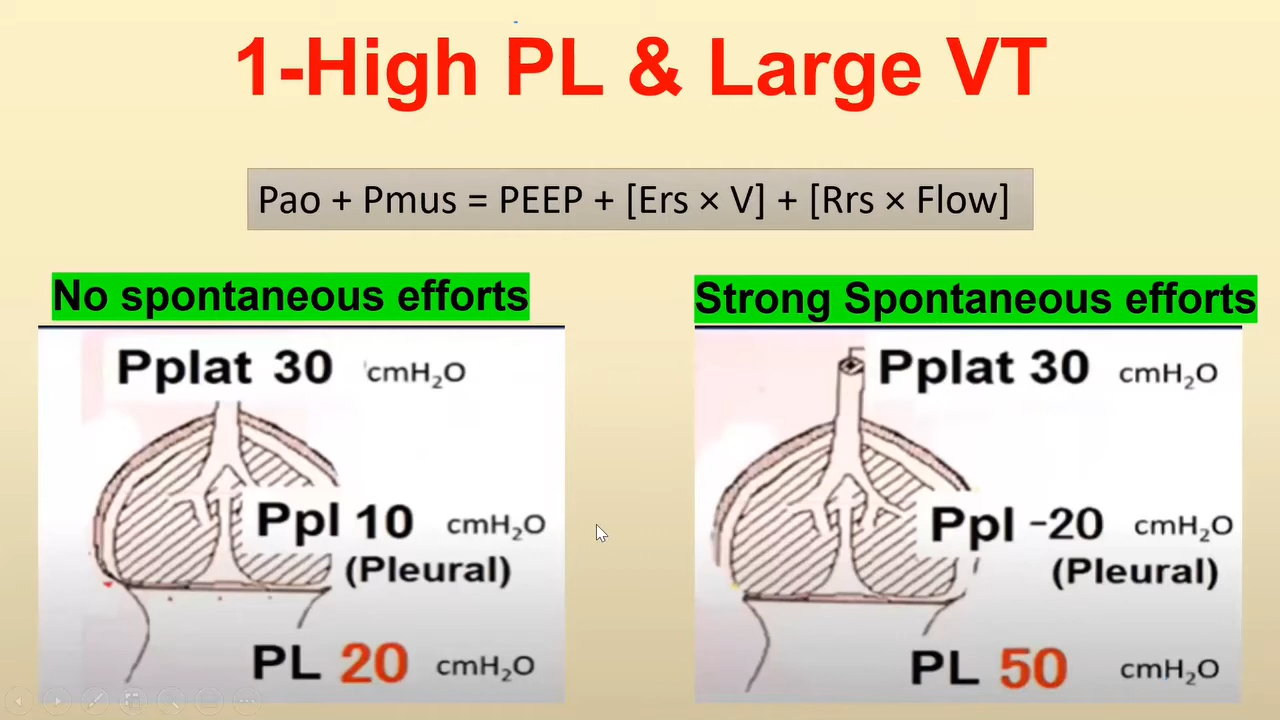 1-High PL & Large VT
Pao + Pmus = PEEP + [Ers × V] + [Rrs × Flow]
No spontaneous efforts
Pplat 30 cmH₂O
Ppl 10 cmH₂O
(Pleural)
PL 20 cmH₂O
Strong Spontaneous efforts
Pplat 30 cmH₂O
Ppl -20 cmH₂O
(Pleural)
PL 50 cmH₂O